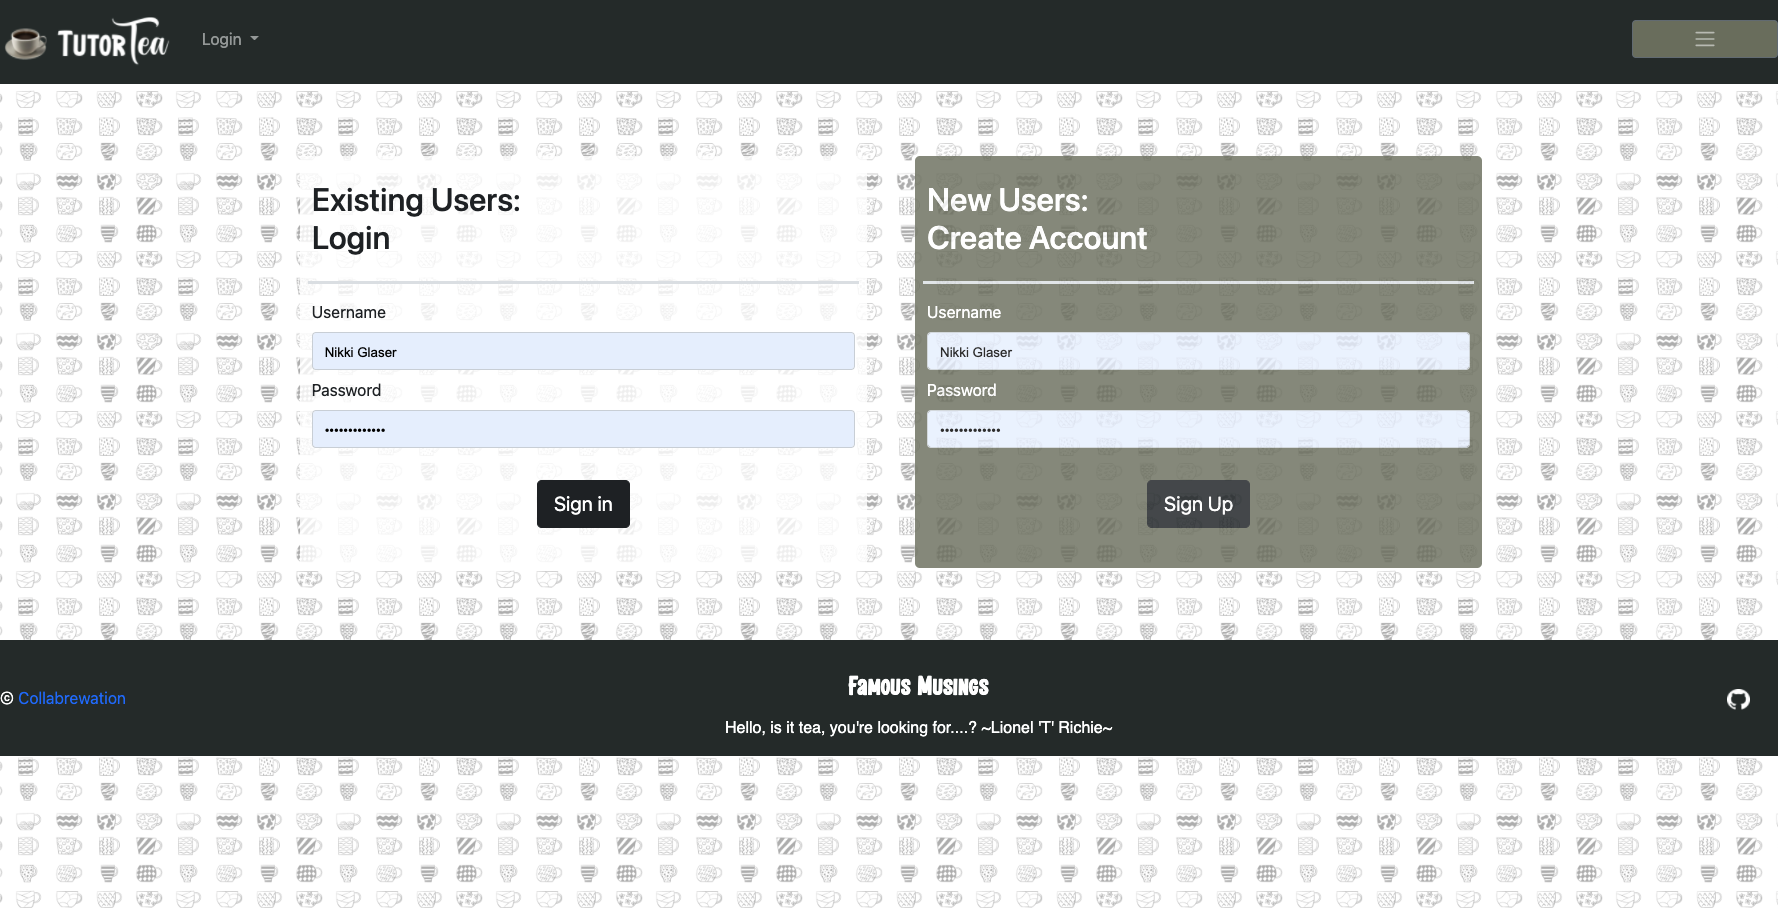 TUTORTea
Login
Existing Users:
Login
Username
Nikki Glaser
Password
•••••••••••••
Sign in
New Users:
Create Account
Username
Nikki Glaser
Password
•••••••••••••
Sign Up
© Collabrewation
Famous Musings
Hello, is it tea, you're looking for....? ~Lionel 'T' Richie~